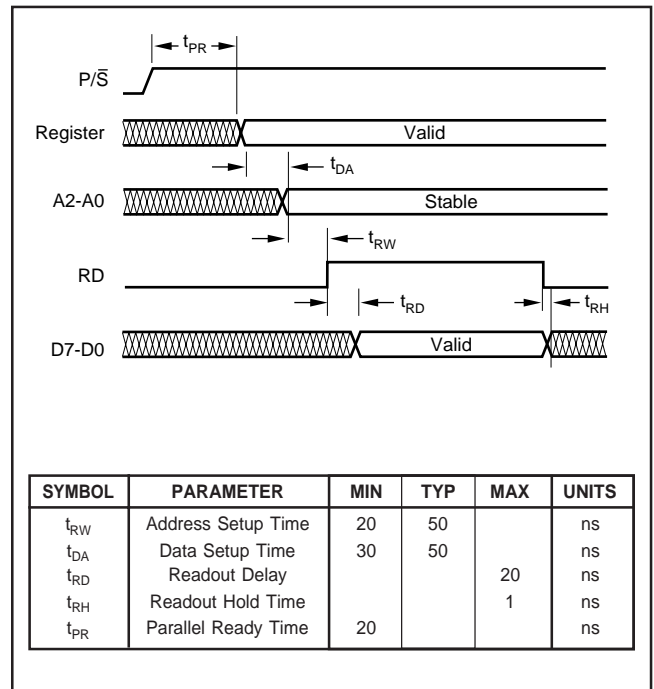 t_PR
P/S̅
Register Valid
t_DA
A2-A0 Stable
t_RW
RD
t_RD t_RH
D7-D0 Valid
SYMBOL PARAMETER MIN TYP MAX UNITS
t_RW Address Setup Time 20 50 ns
t_DA Data Setup Time 30 50 ns
t_RD Readout Delay 20 ns
t_RH Readout Hold Time 1 ns
t_PR Parallel Ready Time 20 ns